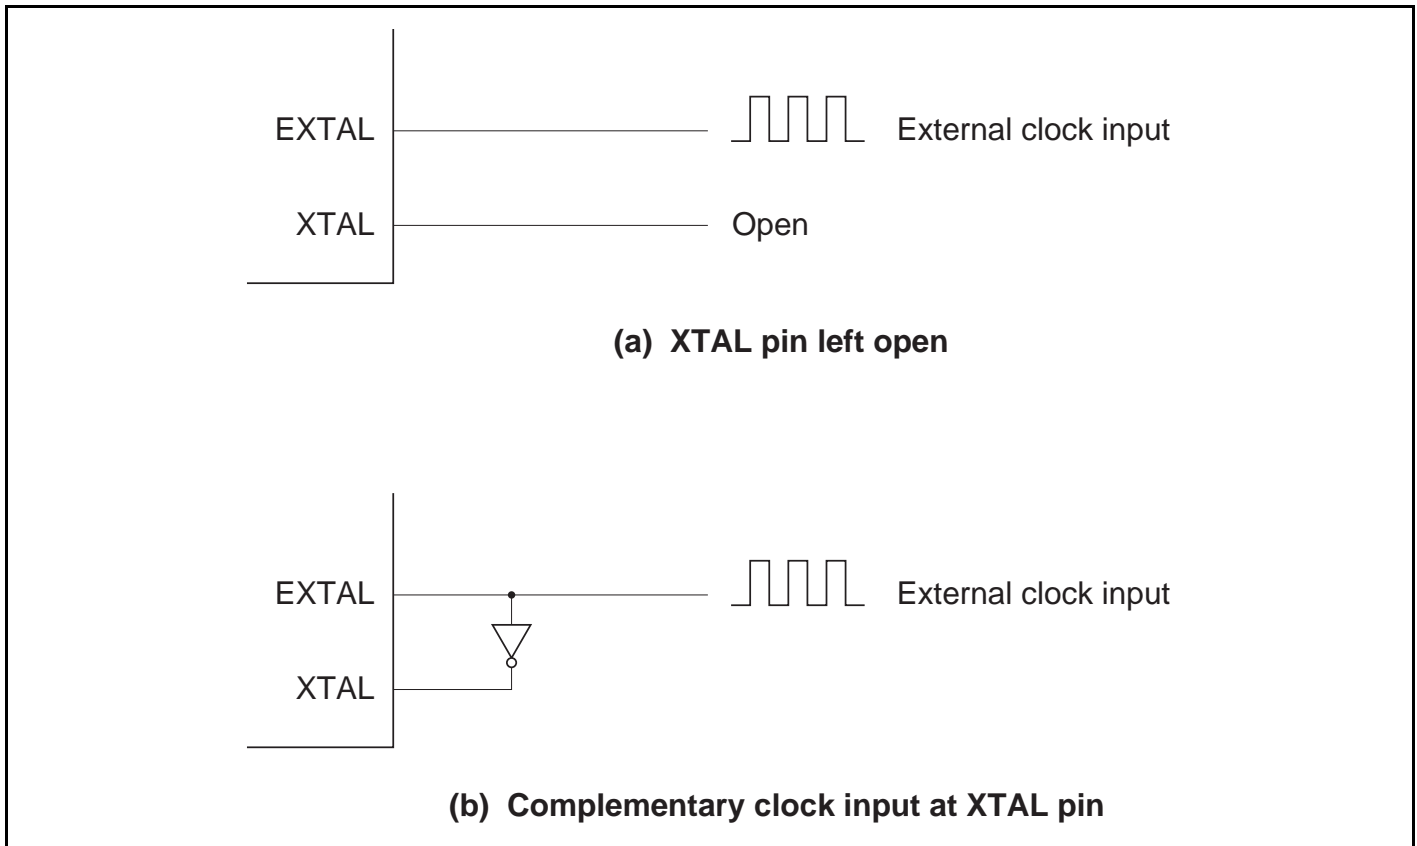 EXTAL
External clock input
XTAL
Open
(a) XTAL pin left open
EXTAL
External clock input
XTAL
(b) Complementary clock input at XTAL pin